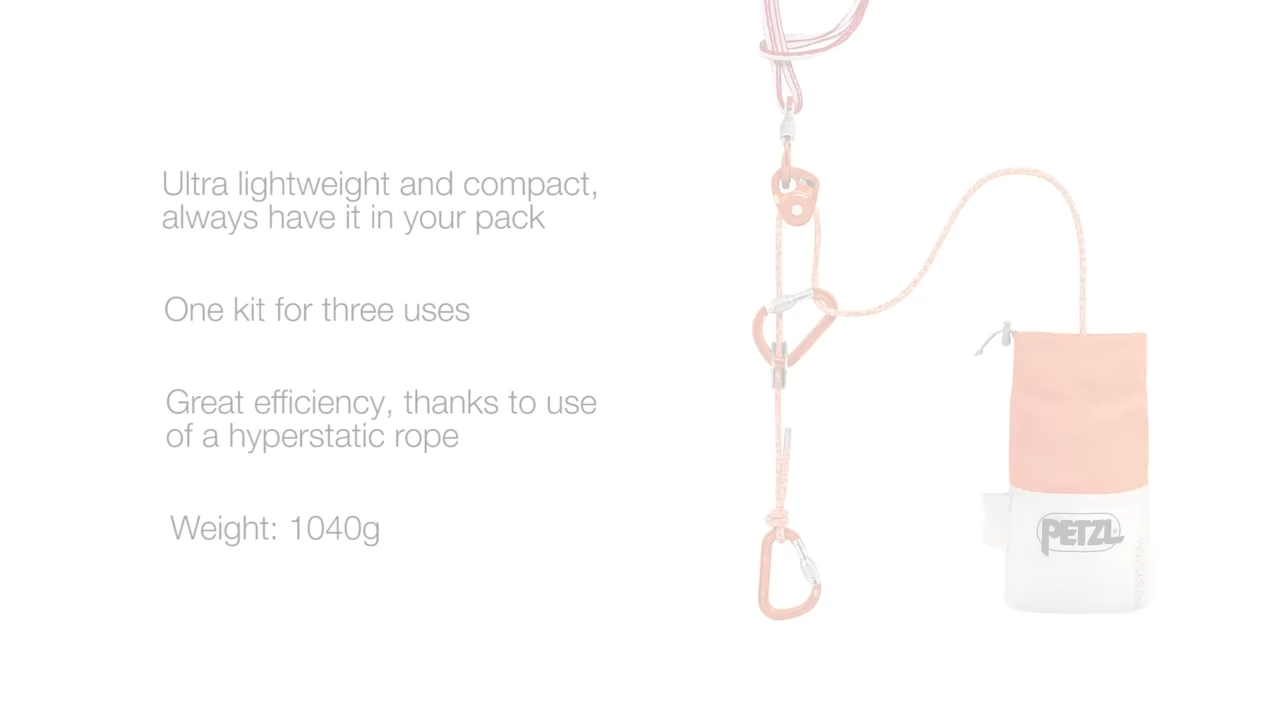 Ultra lightweight and compact,
always have it in your pack
One kit for three uses
Great efficiency, thanks to use
of a hyperstatic rope
Weight: 1040g
PETZL